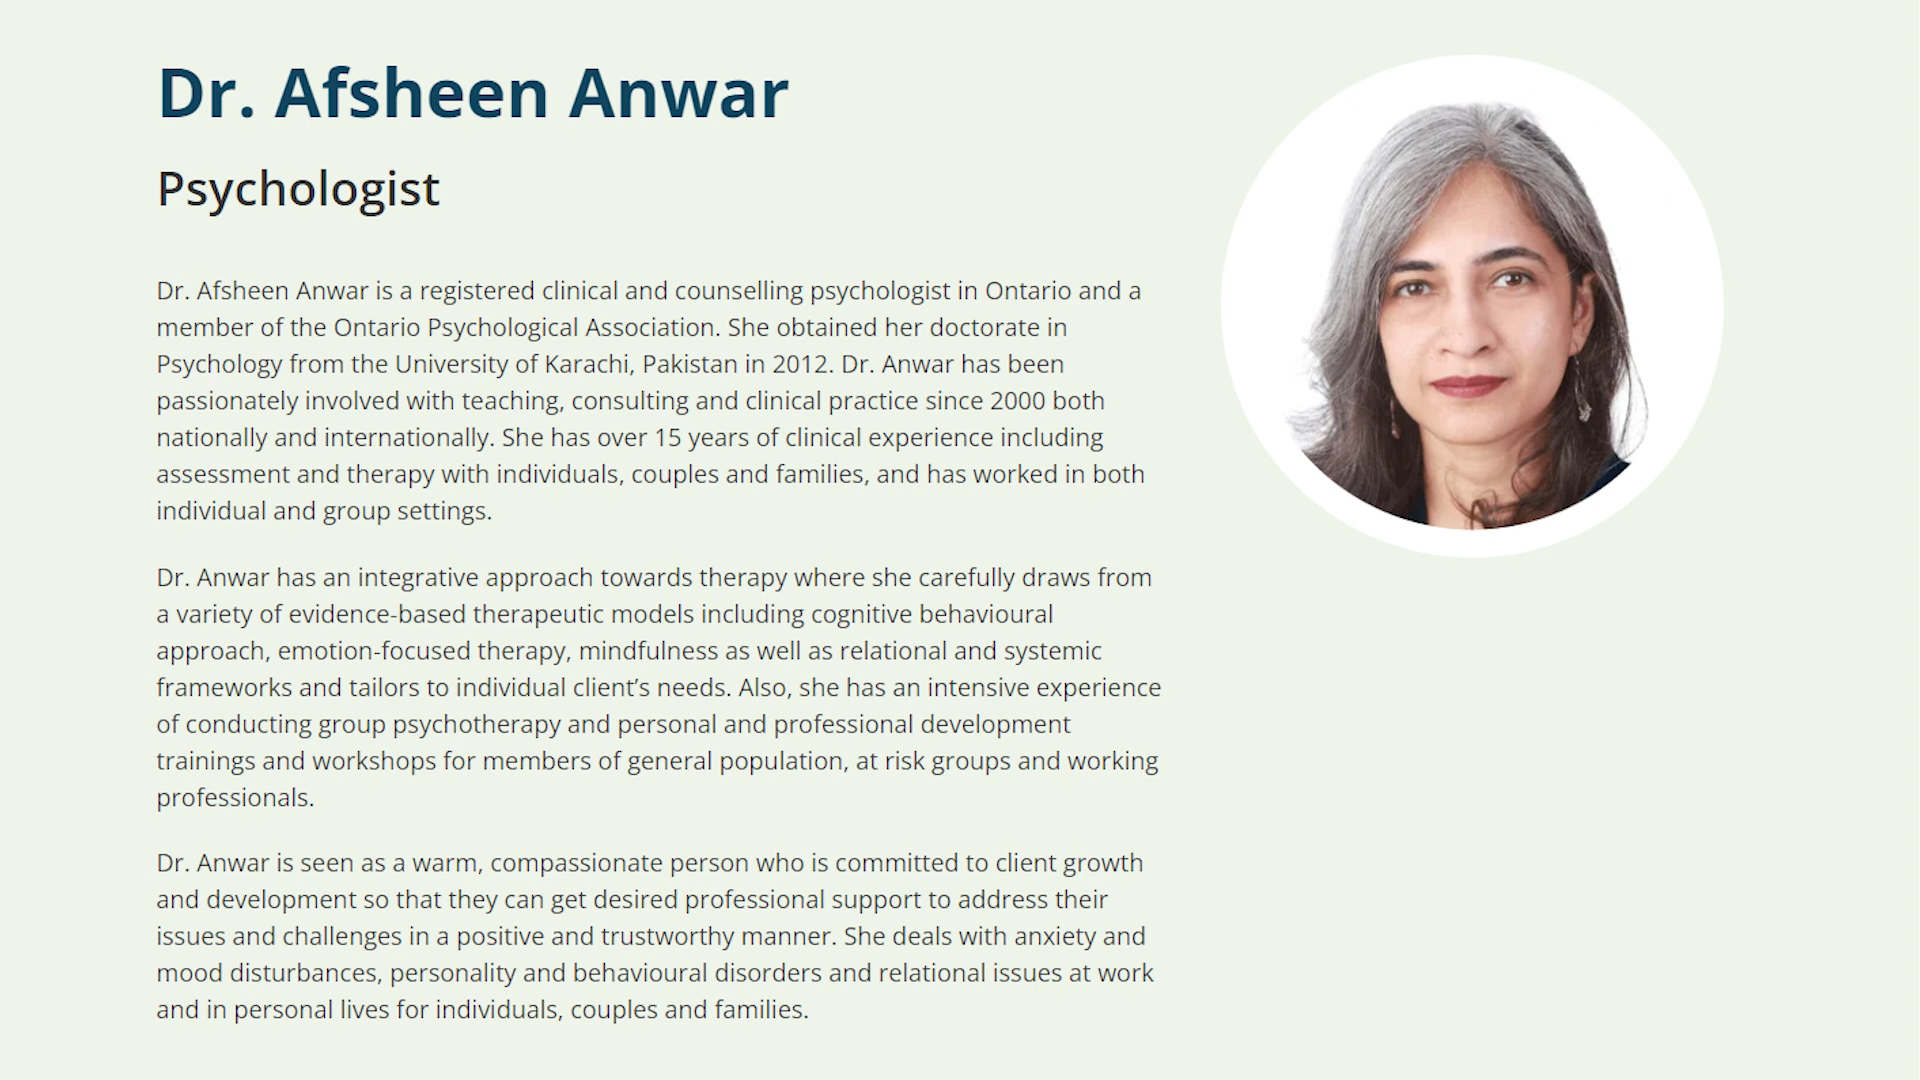 Dr. Afsheen Anwar
Psychologist
Dr. Afsheen Anwar is a registered clinical and counselling psychologist in Ontario and a
member of the Ontario Psychological Association. She obtained her doctorate in
Psychology from the University of Karachi, Pakistan in 2012. Dr. Anwar has been
passionately involved with teaching, consulting and clinical practice since 2000 both
nationally and internationally. She has over 15 years of clinical experience including
assessment and therapy with individuals, couples and families, and has worked in both
individual and group settings.
Dr. Anwar has an integrative approach towards therapy where she carefully draws from
a variety of evidence-based therapeutic models including cognitive behavioural
approach, emotion-focused therapy, mindfulness as well as relational and systemic
frameworks and tailors to individual client’s needs. Also, she has an intensive experience
of conducting group psychotherapy and personal and professional development
trainings and workshops for members of general population, at risk groups and working
professionals.
Dr. Anwar is seen as a warm, compassionate person who is committed to client growth
and development so that they can get desired professional support to address their
issues and challenges in a positive and trustworthy manner. She deals with anxiety and
mood disturbances, personality and behavioural disorders and relational issues at work
and in personal lives for individuals, couples and families.